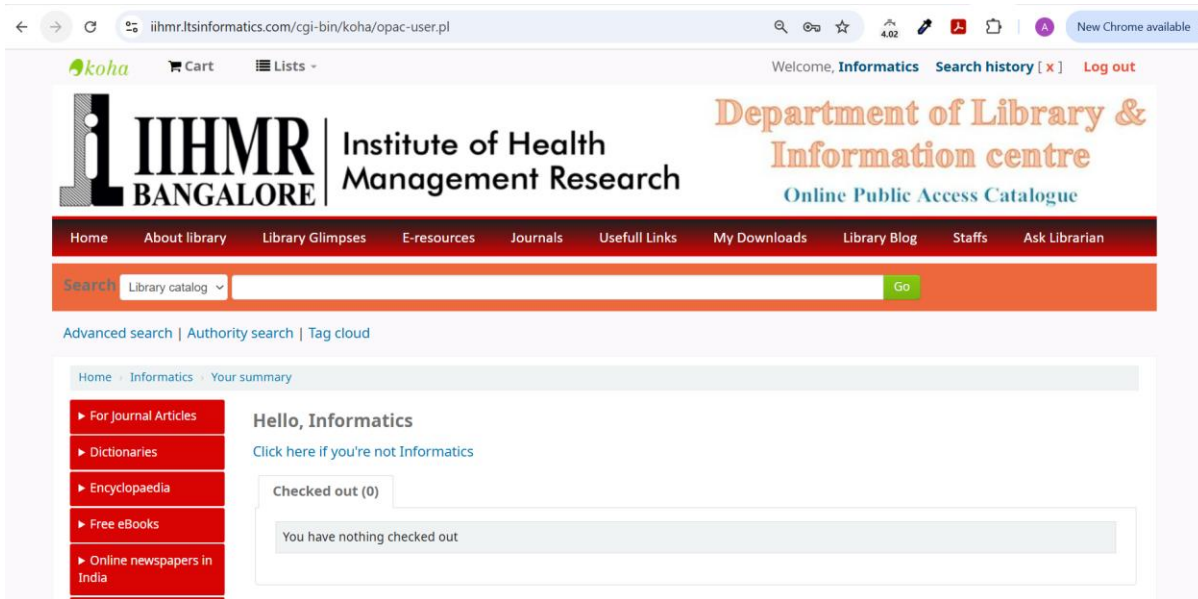 iihmr.ltsinformatics.com/cgi-bin/koha/opac-user.pl 4.02 A New Chrome available
koha Cart Lists Welcome, Informatics Search history [ x ] Log out
IIHMR BANGALORE
Institute of Health
Management Research
Department of Library &
Information centre
Online Public Access Catalogue
Home About library Library Glimpses E-resources Journals Usefull Links My Downloads Library Blog Staffs Ask Librarian
Search Library catalog Go
Advanced search | Authority search | Tag cloud
Home › Informatics › Your summary
For Journal Articles
Dictionaries
Encyclopaedia
Free eBooks
Online newspapers in
India
Hello, Informatics
Click here if you're not Informatics
Checked out (0)
You have nothing checked out